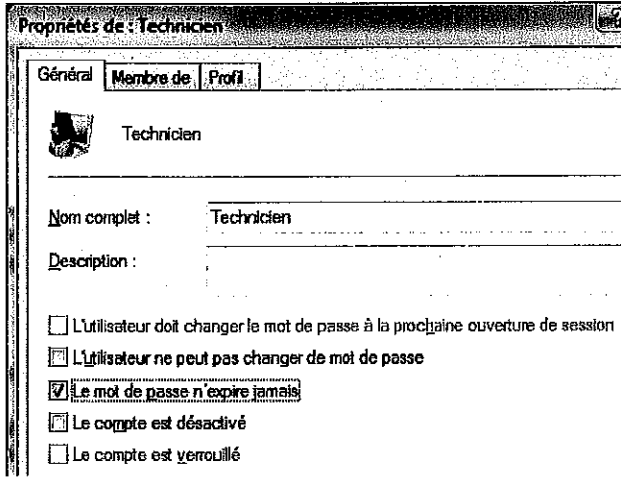 Propriétés de : Technicien
Général Membre de Profil
Technicien
Nom complet : Technicien
Description :
L'utilisateur doit changer le mot de passe à la prochaine ouverture de session
L'utilisateur ne peut pas changer de mot de passe
Le mot de passe n'expire jamais
Le compte est désactivé
Le compte est verrouillé